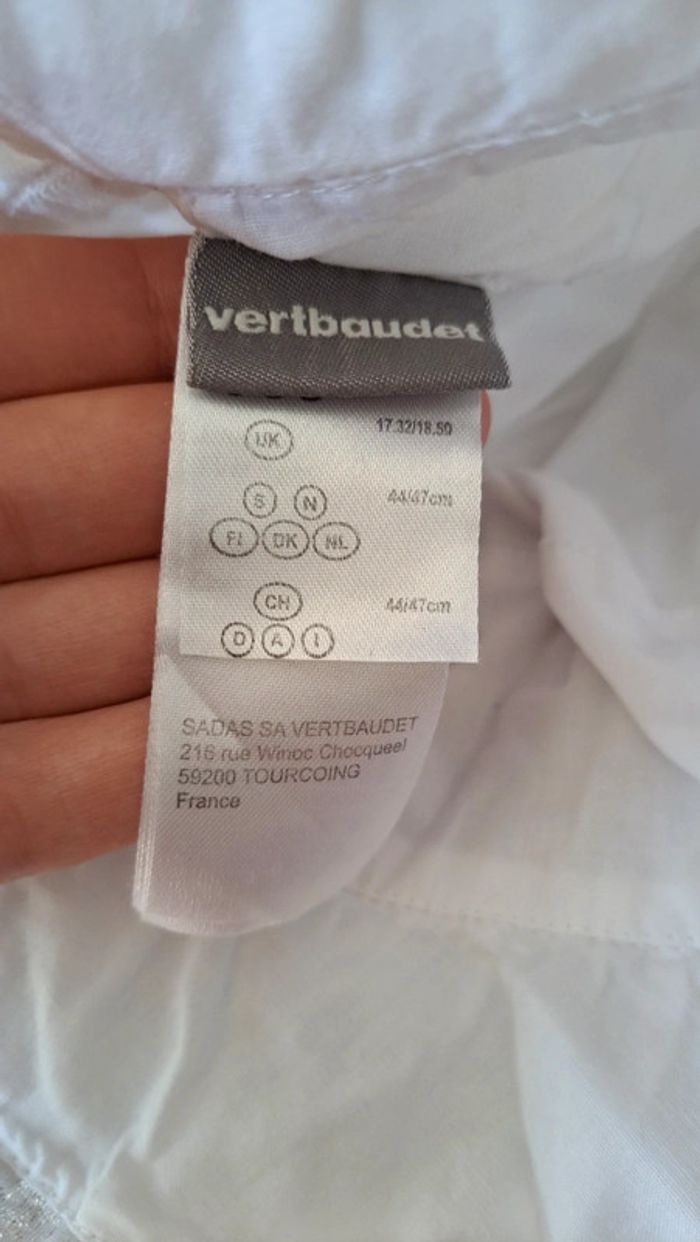 vertbaudet
UK 17.32/18.50
S N 44/47cm
FI DK NL
CH 44/47cm
D A I
SADAS SA VERTBAUDET
216 rue Winoc Chocqueel
59200 TOURCOING
France